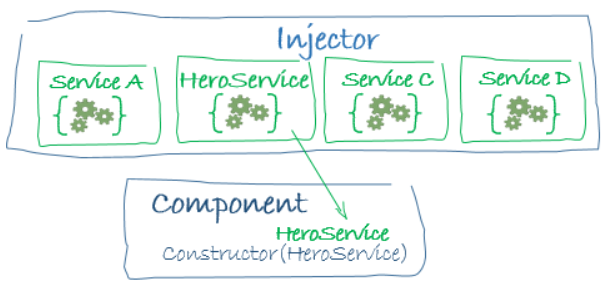 Injector
Service A
HeroService
Service C
Service D
Component
HeroService
Constructor(HeroService)